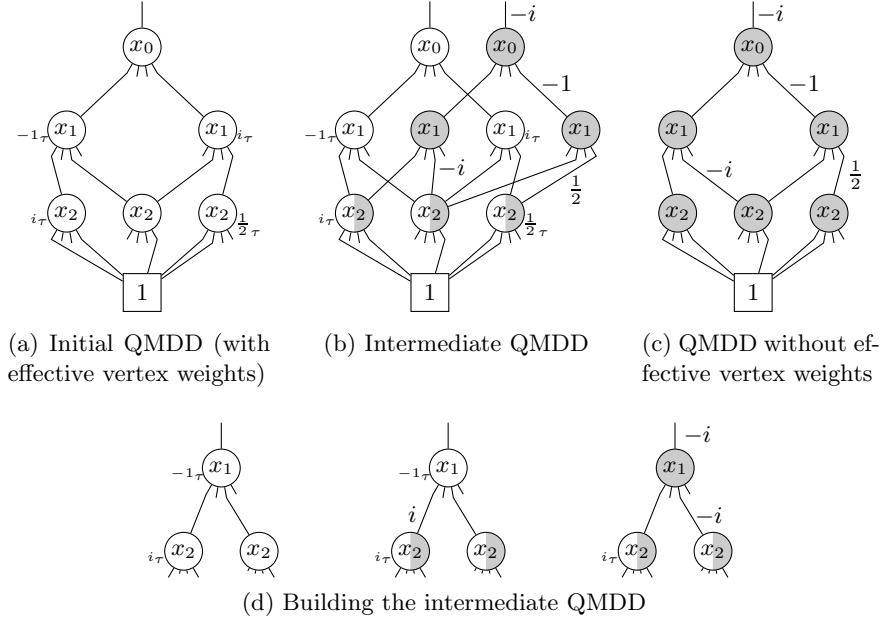 −i
−i
x₀
x₀
x₀
x₀
−1
−1
−1τ
x₁
x₁
iτ
−1τ
x₁
x₁
x₁
iτ
x₁
x₁
x₁
−i
−i
1/2
1/2
iτ
x₂
x₂
x₂
1/2 τ
iτ
x₂
x₂
x₂
1/2 τ
x₂
x₂
x₂
1
1
1
(a) Initial QMDD (with
effective vertex weights)
(b) Intermediate QMDD
(c) QMDD without ef-
fective vertex weights
−i
−1τ
x₁
−1τ
x₁
x₁
i
−i
iτ
x₂
x₂
iτ
x₂
x₂
iτ
x₂
x₂
(d) Building the intermediate QMDD